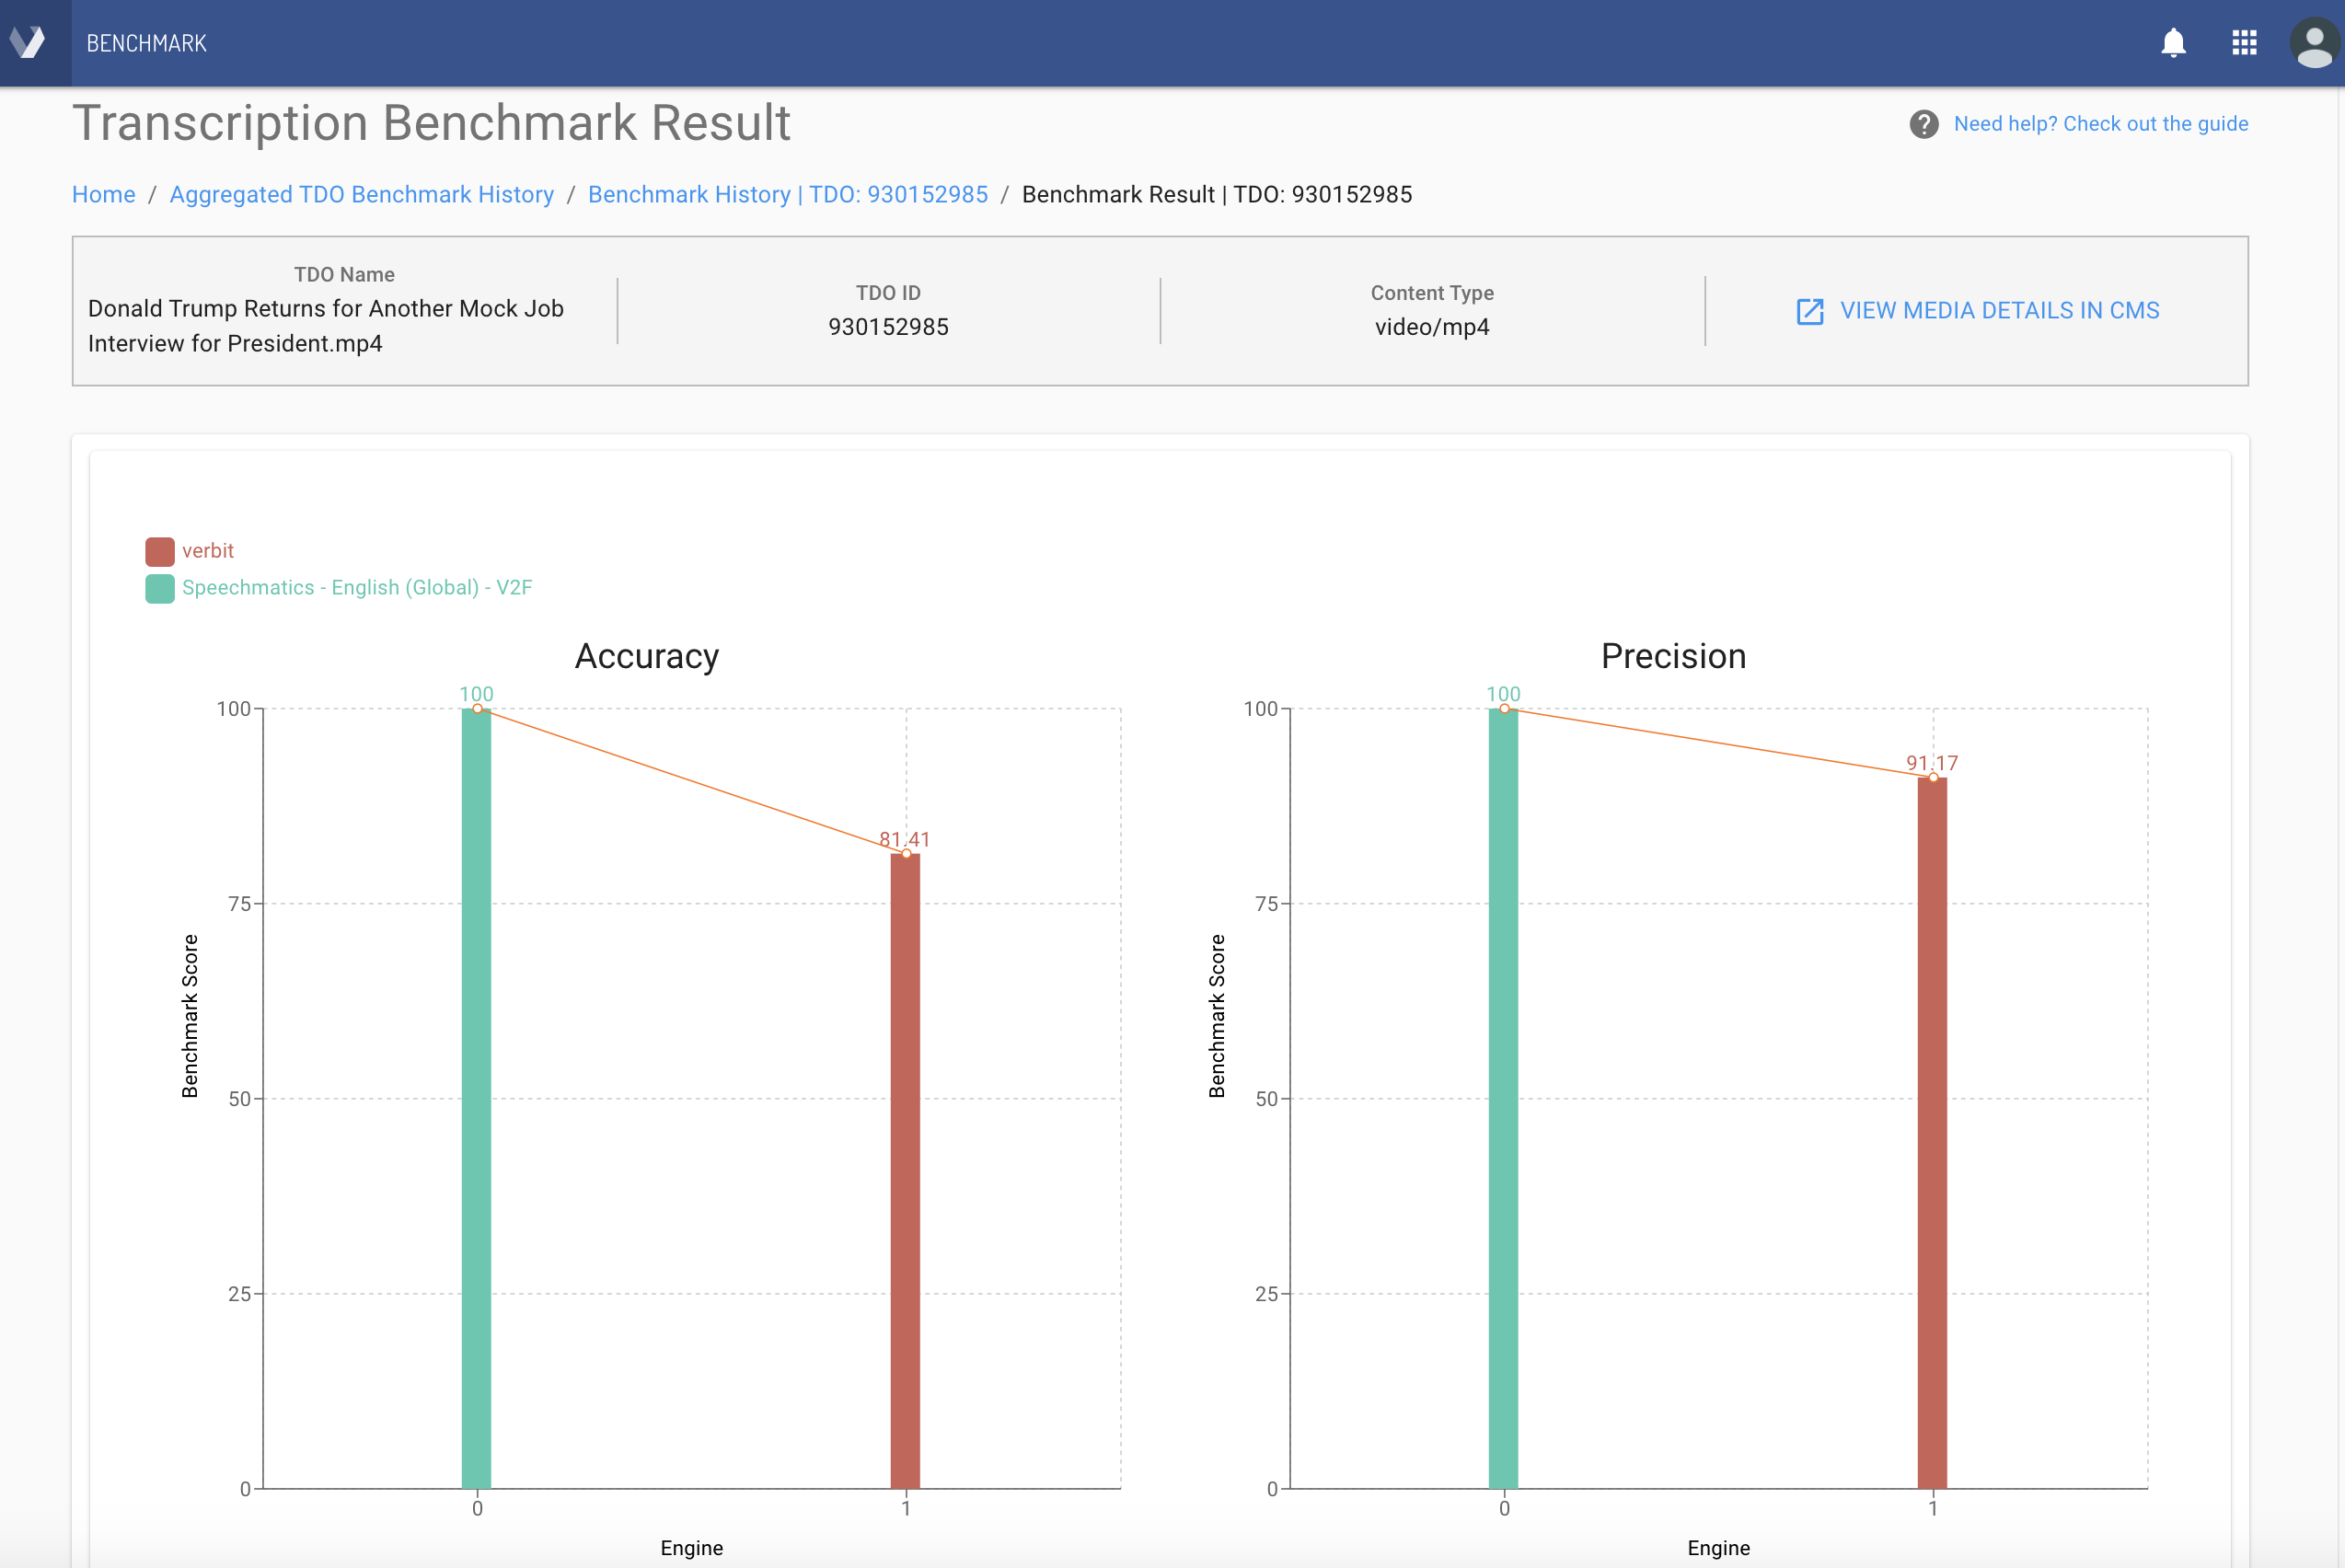 BENCHMARK
Transcription Benchmark Result
Need help? Check out the guide
Home / Aggregated TDO Benchmark History / Benchmark History | TDO: 930152985 / Benchmark Result | TDO: 930152985
TDO Name
Donald Trump Returns for Another Mock Job
Interview for President.mp4
TDO ID
930152985
Content Type
video/mp4
VIEW MEDIA DETAILS IN CMS
verbit
Speechmatics - English (Global) - V2F
Accuracy
100
81.41
100
75
50
25
0
Benchmark Score
0
1
Engine
Precision
100
91.17
100
75
50
25
0
Benchmark Score
0
1
Engine